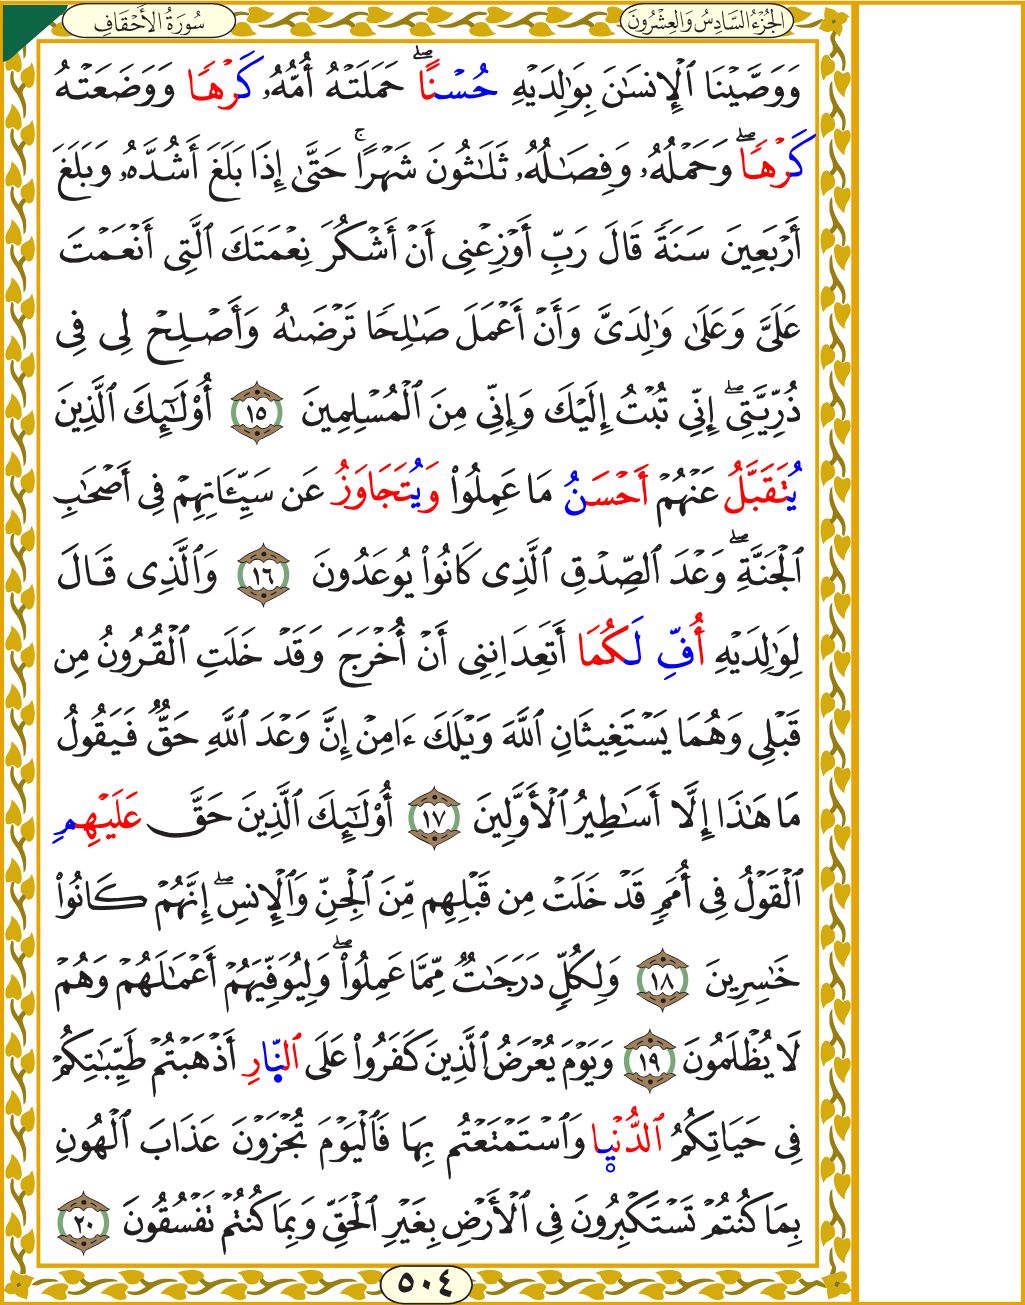 سُورَةُ الأَحْقَافِ
الجُزْءُ السَّادِسُ وَالعِشْرُونَ
وَوَصَّيْنَا ٱلْإِنسَٰنَ بِوَٰلِدَيْهِ حُسْنًاۖ حَمَلَتْهُ أُمُّهُۥ كَرْهًا وَوَضَعَتْهُ
كَرْهًاۖ وَحَمْلُهُۥ وَفِصَٰلُهُۥ ثَلَٰثُونَ شَهْرًاۚ حَتَّىٰ إِذَا بَلَغَ أَشُدَّهُۥ وَبَلَغَ
أَرْبَعِينَ سَنَةً قَالَ رَبِّ أَوْزِعْنِى أَنْ أَشْكُرَ نِعْمَتَكَ ٱلَّتِى أَنْعَمْتَ
عَلَىَّ وَعَلَىٰ وَٰلِدَىَّ وَأَنْ أَعْمَلَ صَٰلِحًا تَرْضَىٰهُ وَأَصْلِحْ لِى فِى
ذُرِّيَّتِىۖ إِنِّى تُبْتُ إِلَيْكَ وَإِنِّى مِنَ ٱلْمُسْلِمِينَ ١٥ أُوْلَٰٓئِكَ ٱلَّذِينَ
يُتَقَبَّلُ عَنْهُمْ أَحْسَنُ مَا عَمِلُوا۟ وَيُتَجَاوَزُ عَن سَيِّـَٔاتِهِمْ فِى أَصْحَٰبِ
ٱلْجَنَّةِۖ وَعْدَ ٱلصِّدْقِ ٱلَّذِى كَانُوا۟ يُوعَدُونَ ١٦ وَٱلَّذِى قَالَ
لِوَٰلِدَيْهِ أُفِّ لَكُمَا أَتَعِدَانِنِى أَنْ أُخْرَجَ وَقَدْ خَلَتِ ٱلْقُرُونُ مِن
قَبْلِى وَهُمَا يَسْتَغِيثَانِ ٱللَّهَ وَيْلَكَ ءَامِنْ إِنَّ وَعْدَ ٱللَّهِ حَقٌّ فَيَقُولُ
مَا هَٰذَا إِلَّا أَسَٰطِيرُ ٱلْأَوَّلِينَ ١٧ أُوْلَٰٓئِكَ ٱلَّذِينَ حَقَّ عَلَيْهِمِ
ٱلْقَوْلُ فِى أُمَمٍ قَدْ خَلَتْ مِن قَبْلِهِم مِّنَ ٱلْجِنِّ وَٱلْإِنسِۖ إِنَّهُمْ كَانُوا۟
خَٰسِرِينَ ١٨ وَلِكُلٍّ دَرَجَٰتٌ مِّمَّا عَمِلُوا۟ۖ وَلِيُوَفِّيَهُمْ أَعْمَٰلَهُمْ وَهُمْ
لَا يُظْلَمُونَ ١٩ وَيَوْمَ يُعْرَضُ ٱلَّذِينَ كَفَرُوا۟ عَلَى ٱلنَّارِ أَذْهَبْتُمْ طَيِّبَٰتِكُمْ
فِى حَيَاتِكُمُ ٱلدُّنْيَا وَٱسْتَمْتَعْتُم بِهَا فَٱلْيَوْمَ تُجْزَوْنَ عَذَابَ ٱلْهُونِ
بِمَا كُنتُمْ تَسْتَكْبِرُونَ فِى ٱلْأَرْضِ بِغَيْرِ ٱلْحَقِّ وَبِمَا كُنتُمْ تَفْسُقُونَ ٢٠
٥٠٤